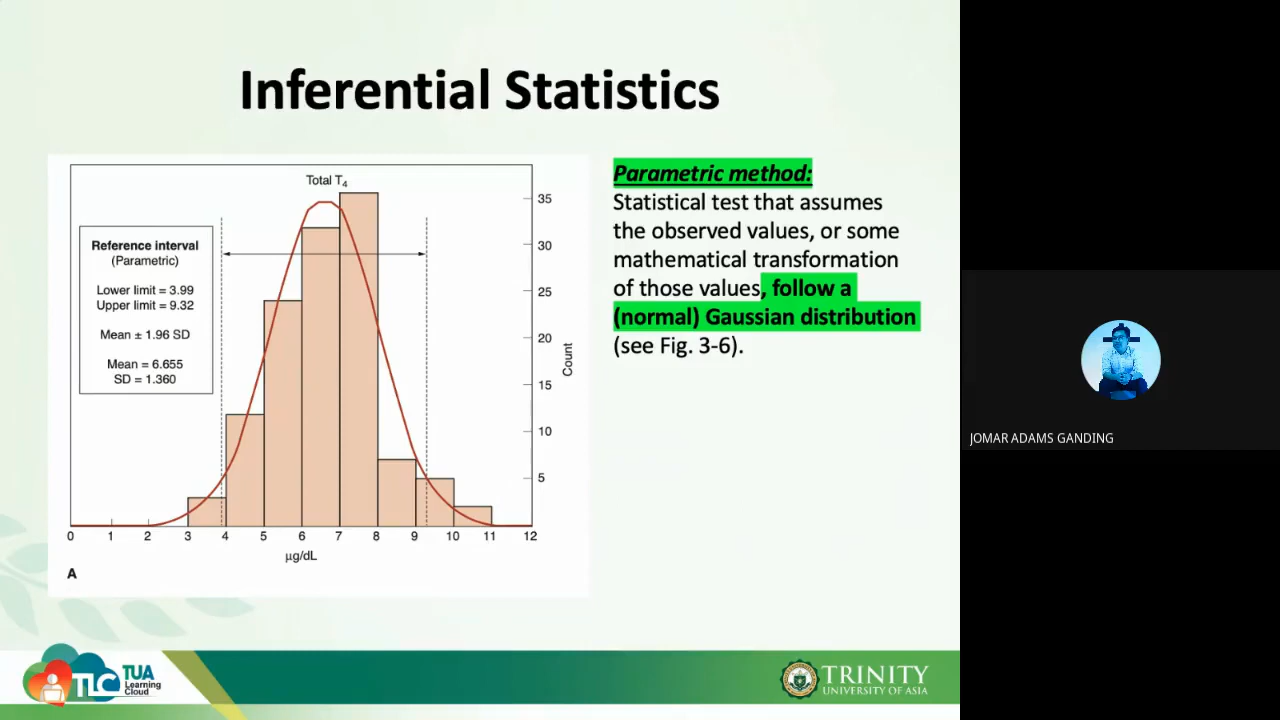 Inferential Statistics
Total T4
Reference interval
(Parametric)
Lower limit = 3.99
Upper limit = 9.32
Mean ± 1.96 SD
Mean = 6.655
SD = 1.360
35
30
25
20
15
10
5
Count
0 1 2 3 4 5 6 7 8 9 10 11 12
μg/dL
A
Parametric method:
Statistical test that assumes
the observed values, or some
mathematical transformation
of those values, follow a
(normal) Gaussian distribution
(see Fig. 3-6).
JOMAR ADAMS GANDING
TLC
TUA
Learning
Cloud
TRINITY
UNIVERSITY OF ASIA